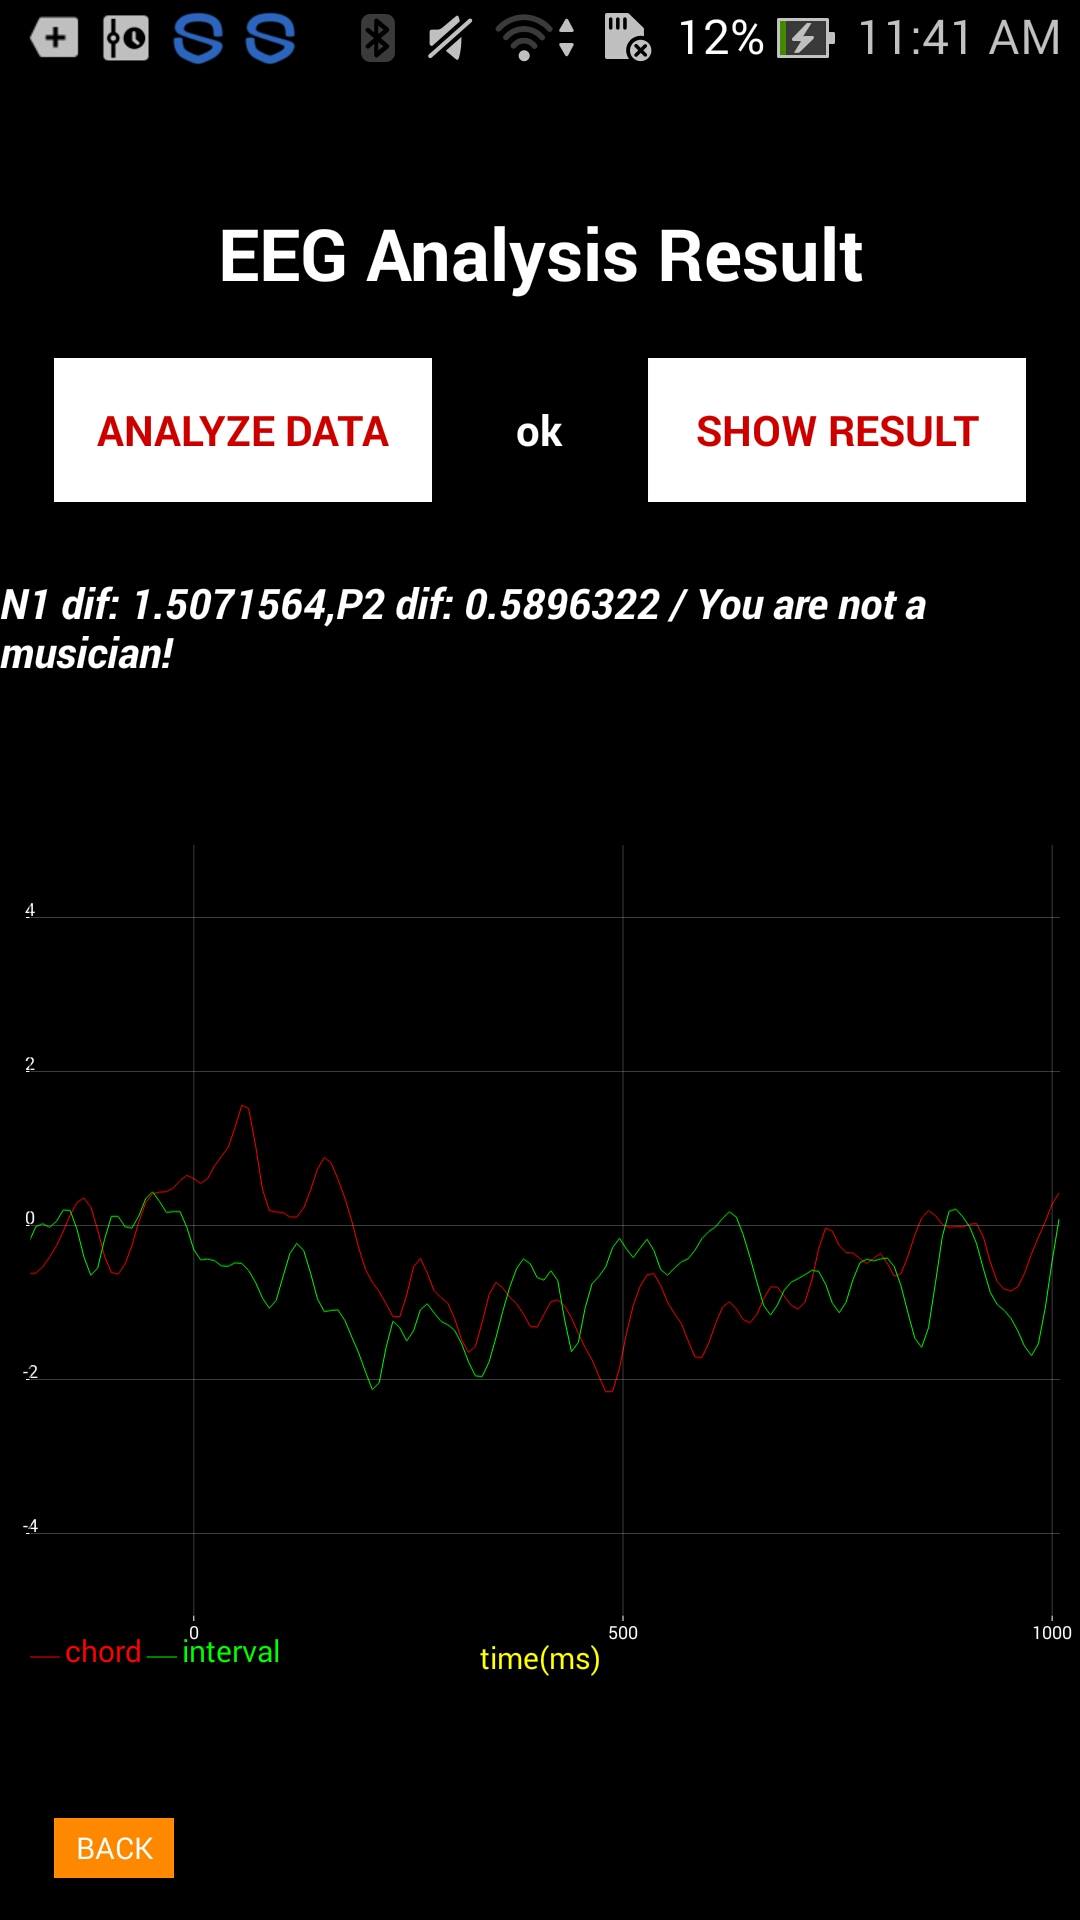 12% 11:41 AM
EEG Analysis Result
ANALYZE DATA ok SHOW RESULT
N1 dif: 1.5071564,P2 dif: 0.5896322 / You are not a
musician!
4
2
0
-2
-4
0 500 1000
chord interval time(ms)
BACK